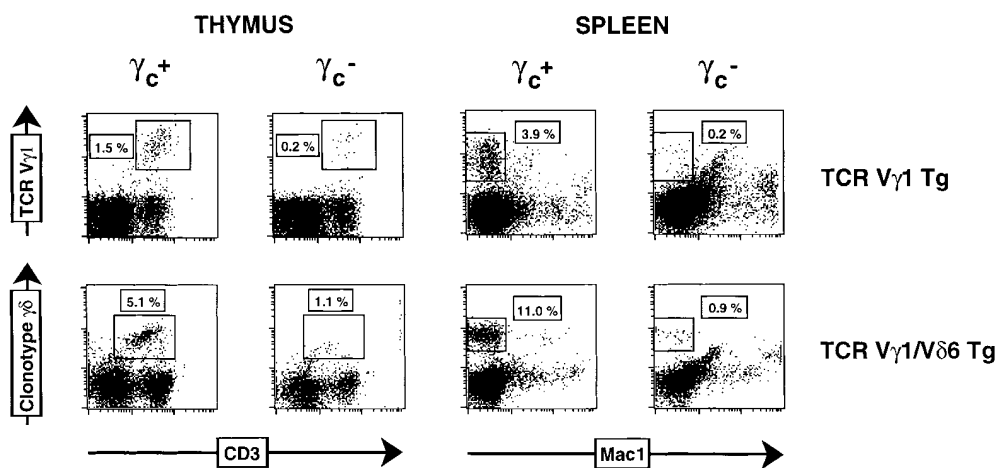 THYMUS SPLEEN
γc+ γc- γc+ γc-
TCR Vγ1
1.5 % 0.2 % 3.9 % 0.2 %
TCR Vγ1 Tg
Clonotype γδ
5.1 % 1.1 % 11.0 % 0.9 %
TCR Vγ1/Vδ6 Tg
CD3 Mac1